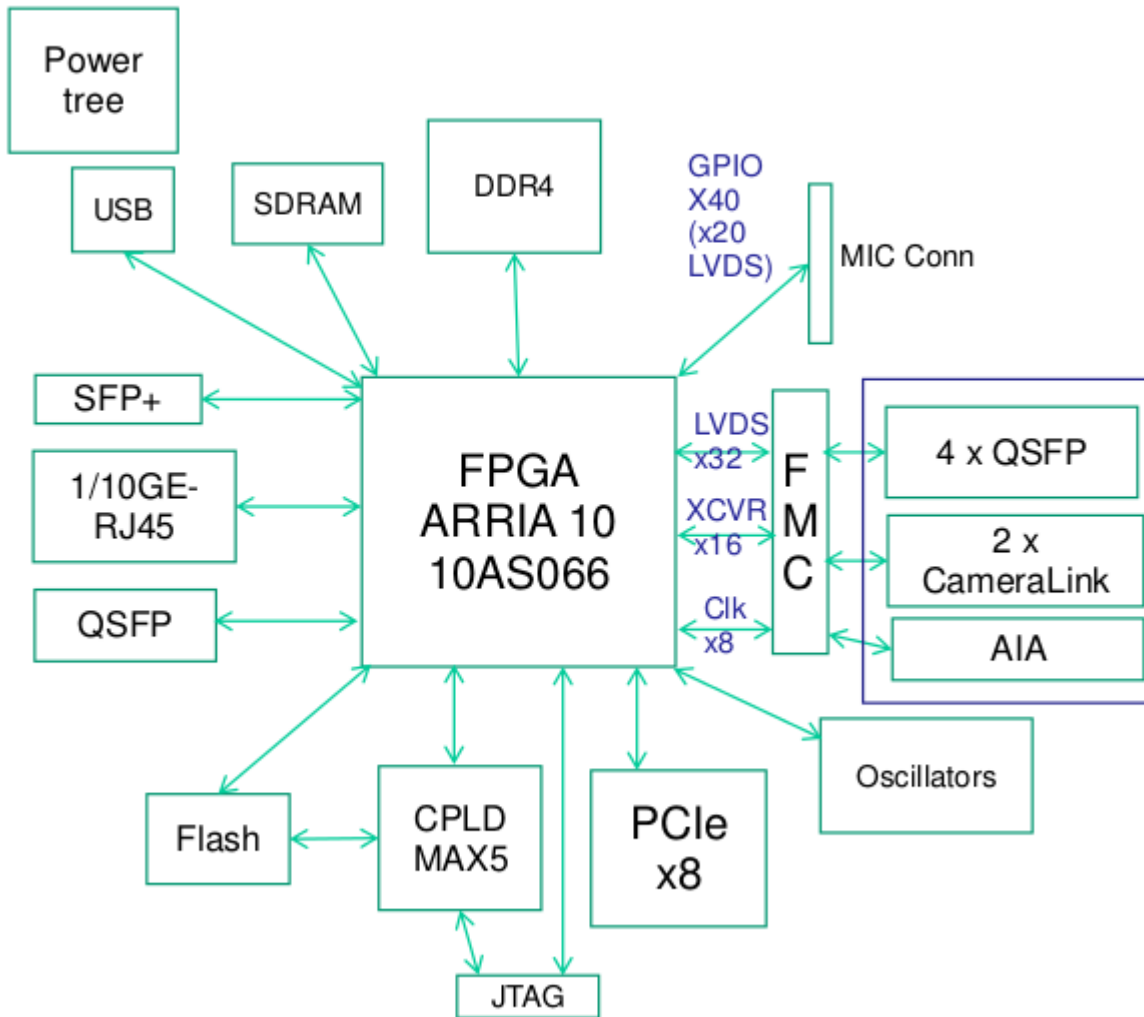 Power
tree
USB
SDRAM
DDR4
GPIO
X40
(x20
LVDS)
MIC Conn
SFP+
1/10GE-
RJ45
QSFP
FPGA
ARRIA 10
10AS066
LVDS
x32
XCVR
x16
Clk
x8
F
M
C
4 x QSFP
2 x
CameraLink
AIA
Oscillators
Flash
CPLD
MAX5
PCIe
x8
JTAG